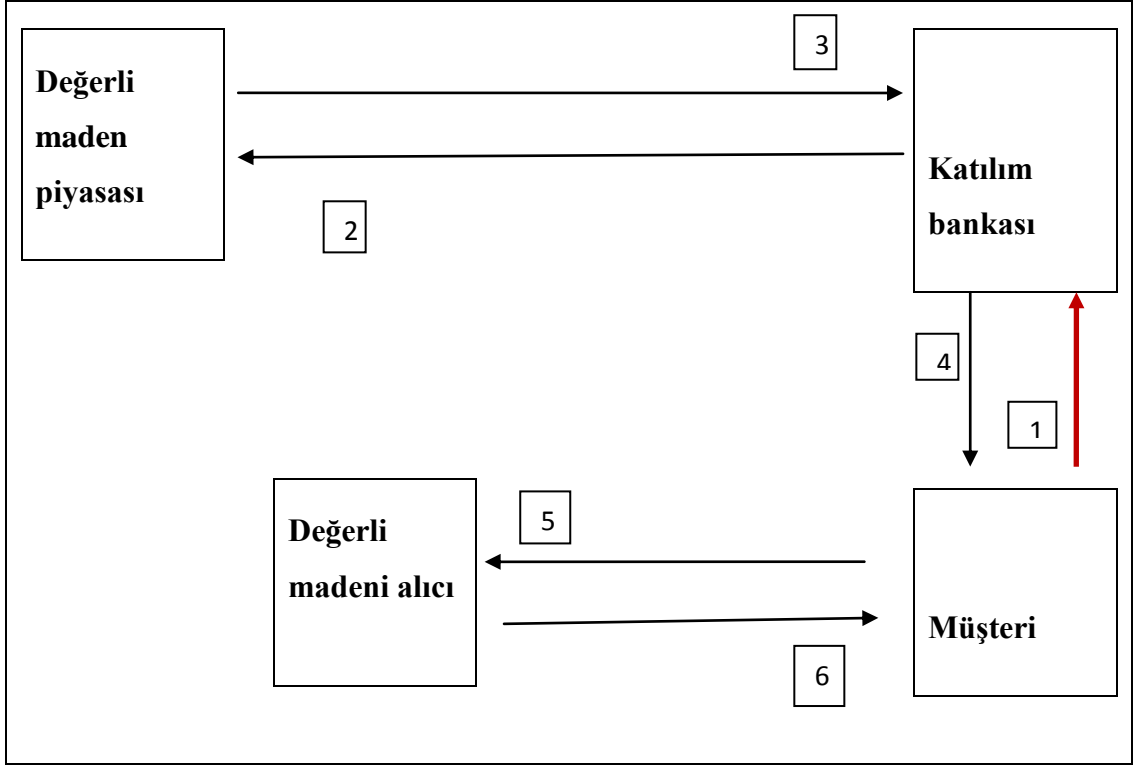 3
Değerli
maden
piyasası
Katılım
bankası
2
4
1
5
Değerli
madeni alıcı
Müşteri
6